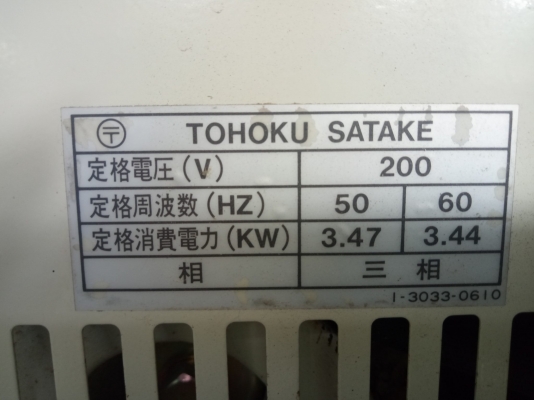 〶 TOHOKU SATAKE
定格電圧(V) 200
定格周波数(HZ) 50 60
定格消費電力(KW) 3.47 3.44
相 三相
1-3033-0610